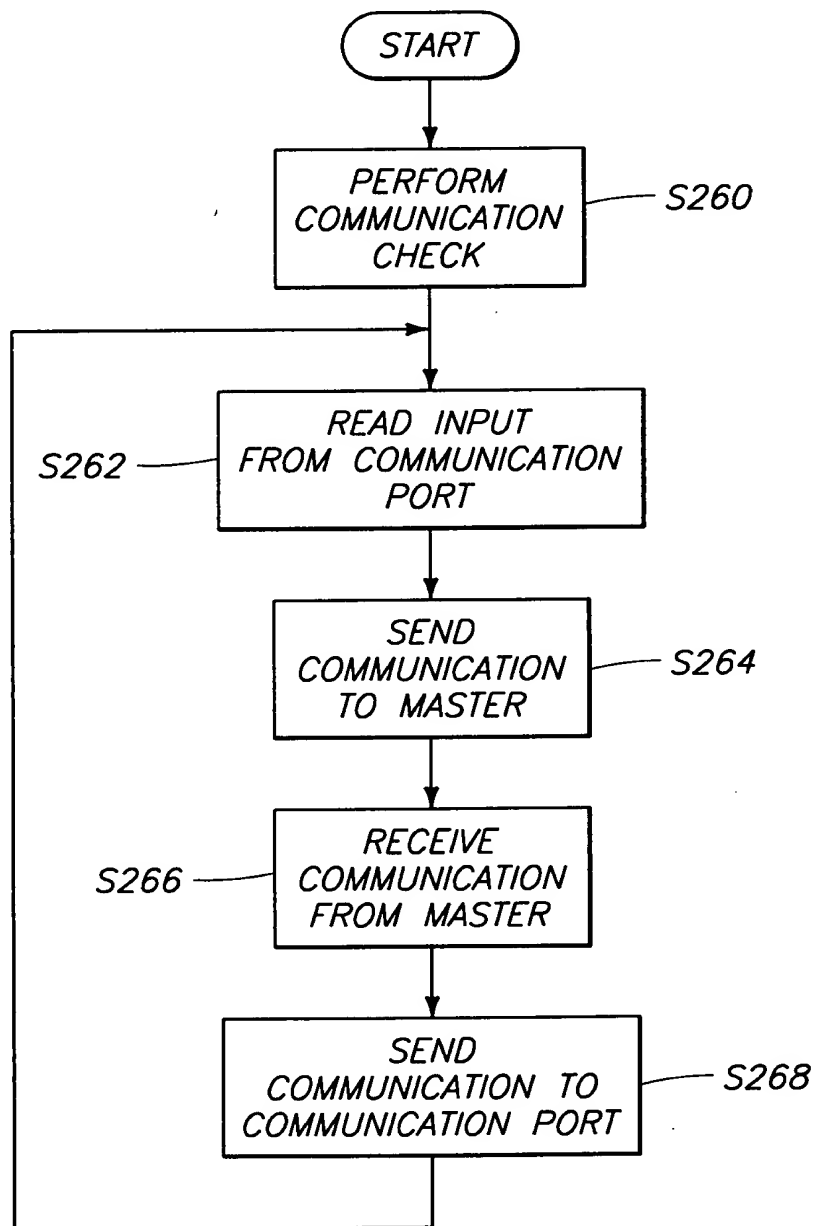 START
PERFORM
COMMUNICATION
CHECK
S260
READ INPUT
FROM COMMUNICATION
PORT
S262
SEND
COMMUNICATION
TO MASTER
S264
RECEIVE
COMMUNICATION
FROM MASTER
S266
SEND
COMMUNICATION TO
COMMUNICATION PORT
S268